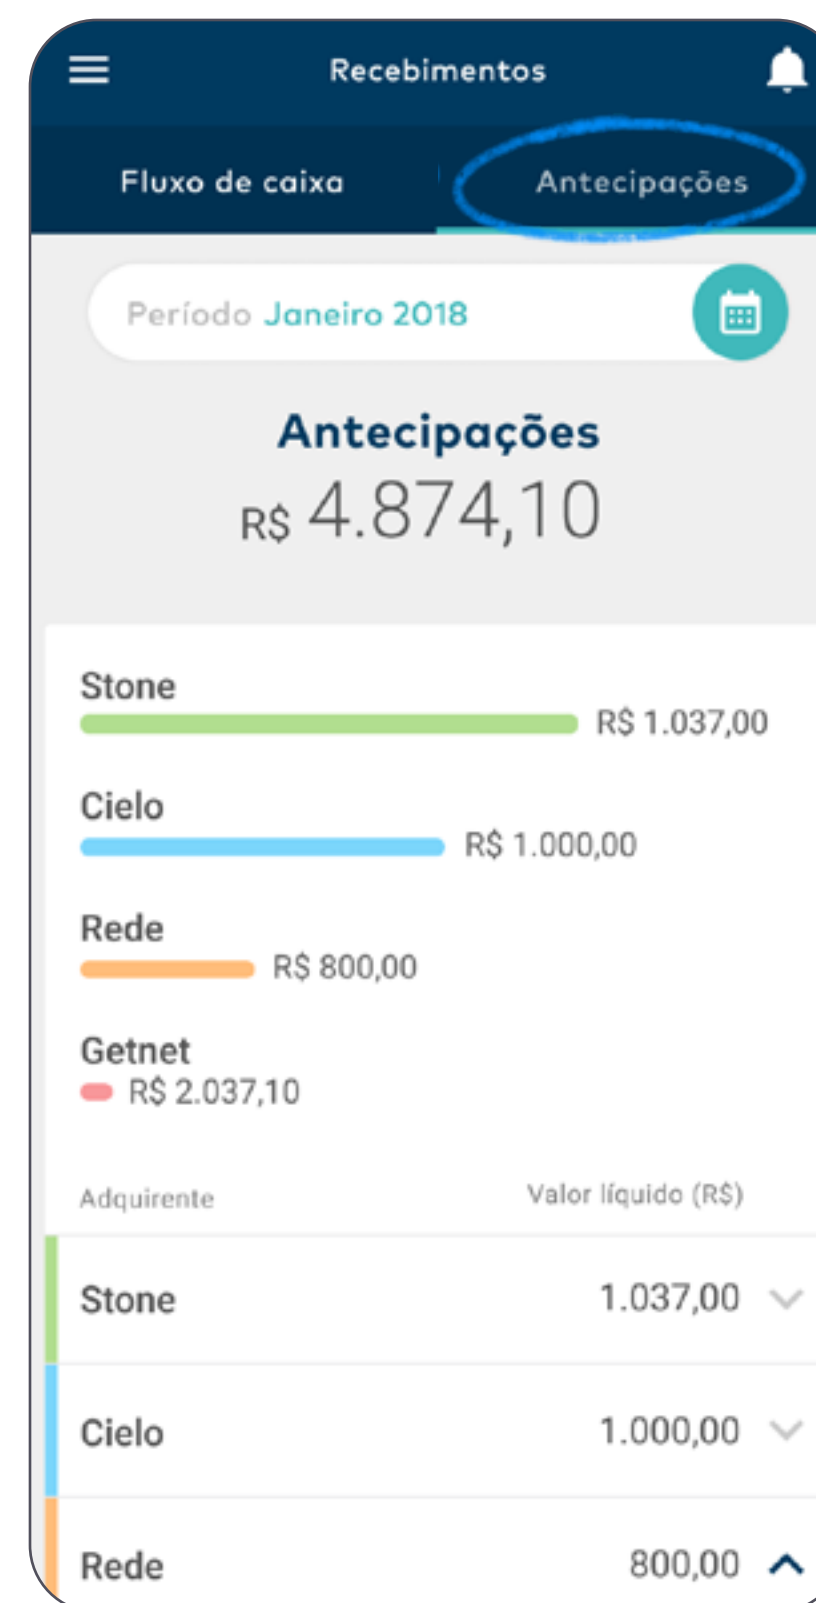 Recebimentos
Fluxo de caixa Antecipações
Período Janeiro 2018
Antecipações
R$ 4.874,10
Stone
R$ 1.037,00
Cielo
R$ 1.000,00
Rede
R$ 800,00
Getnet
R$ 2.037,10
Adquirente Valor líquido (R$)
Stone 1.037,00
Cielo 1.000,00
Rede 800,00